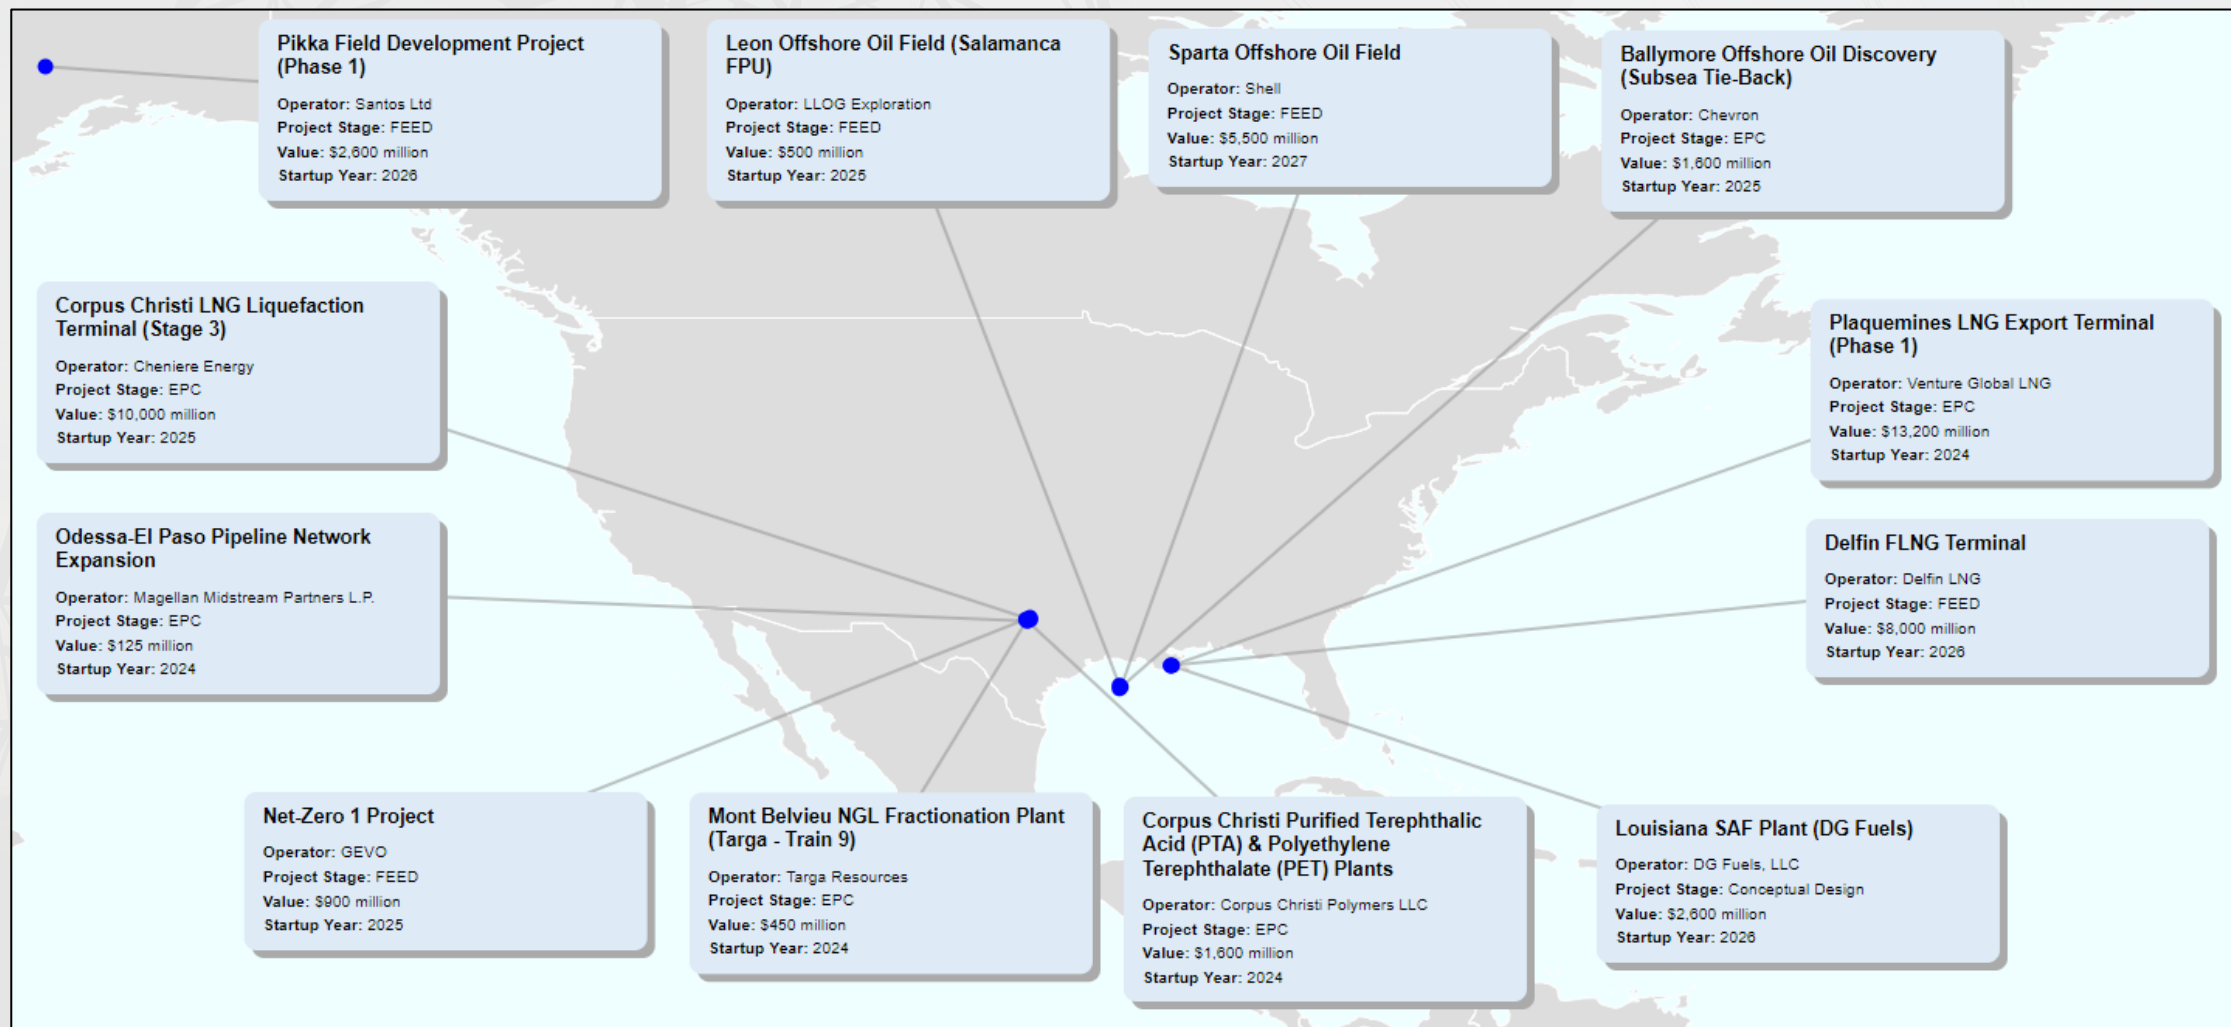 Pikka Field Development Project
(Phase 1)
Operator: Santos Ltd
Project Stage: FEED
Value: $2,600 million
Startup Year: 2026
Leon Offshore Oil Field (Salamanca
FPU)
Operator: LLOG Exploration
Project Stage: FEED
Value: $500 million
Startup Year: 2025
Sparta Offshore Oil Field
Operator: Shell
Project Stage: FEED
Value: $5,500 million
Startup Year: 2027
Ballymore Offshore Oil Discovery
(Subsea Tie-Back)
Operator: Chevron
Project Stage: EPC
Value: $1,600 million
Startup Year: 2025
Corpus Christi LNG Liquefaction
Terminal (Stage 3)
Operator: Cheniere Energy
Project Stage: EPC
Value: $10,000 million
Startup Year: 2025
Plaquemines LNG Export Terminal
(Phase 1)
Operator: Venture Global LNG
Project Stage: EPC
Value: $13,200 million
Startup Year: 2024
Odessa-El Paso Pipeline Network
Expansion
Operator: Magellan Midstream Partners L.P.
Project Stage: EPC
Value: $125 million
Startup Year: 2024
Delfin FLNG Terminal
Operator: Delfin LNG
Project Stage: FEED
Value: $8,000 million
Startup Year: 2026
Net-Zero 1 Project
Operator: GEVO
Project Stage: FEED
Value: $900 million
Startup Year: 2025
Mont Belvieu NGL Fractionation Plant
(Targa - Train 9)
Operator: Targa Resources
Project Stage: EPC
Value: $450 million
Startup Year: 2024
Corpus Christi Purified Terephthalic
Acid (PTA) & Polyethylene
Terephthalate (PET) Plants
Operator: Corpus Christi Polymers LLC
Project Stage: EPC
Value: $1,600 million
Startup Year: 2024
Louisiana SAF Plant (DG Fuels)
Operator: DG Fuels, LLC
Project Stage: Conceptual Design
Value: $2,600 million
Startup Year: 2026